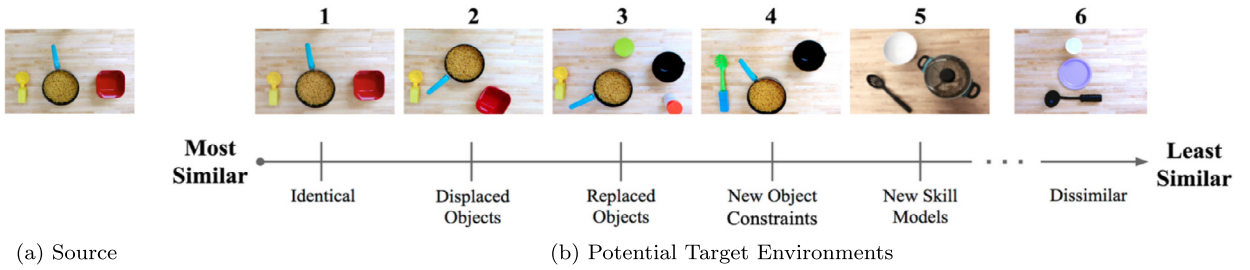 1 2 3 4 5 6
Most Similar
Least Similar
Identical
Displaced Objects
Replaced Objects
New Object Constraints
New Skill Models
Dissimilar
(a) Source
(b) Potential Target Environments